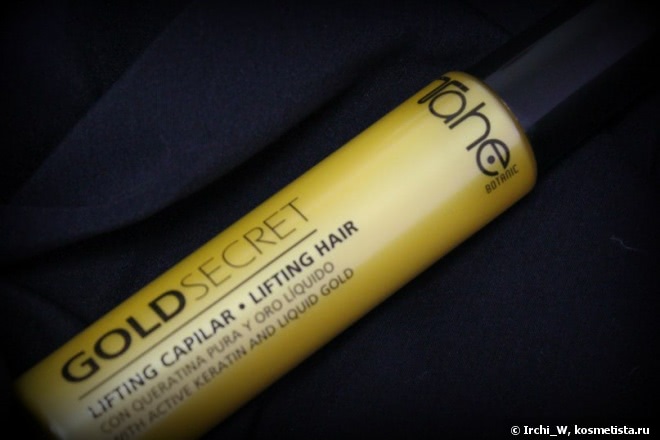 Tahe
BOTANIC
GOLDSECRET
LIFTING CAPILAR • LIFTING HAIR
CON QUERATINA PURA Y ORO LÍQUIDO
WITH ACTIVE KERATIN AND LIQUID GOLD
© Irchi_W, kosmetista.ru